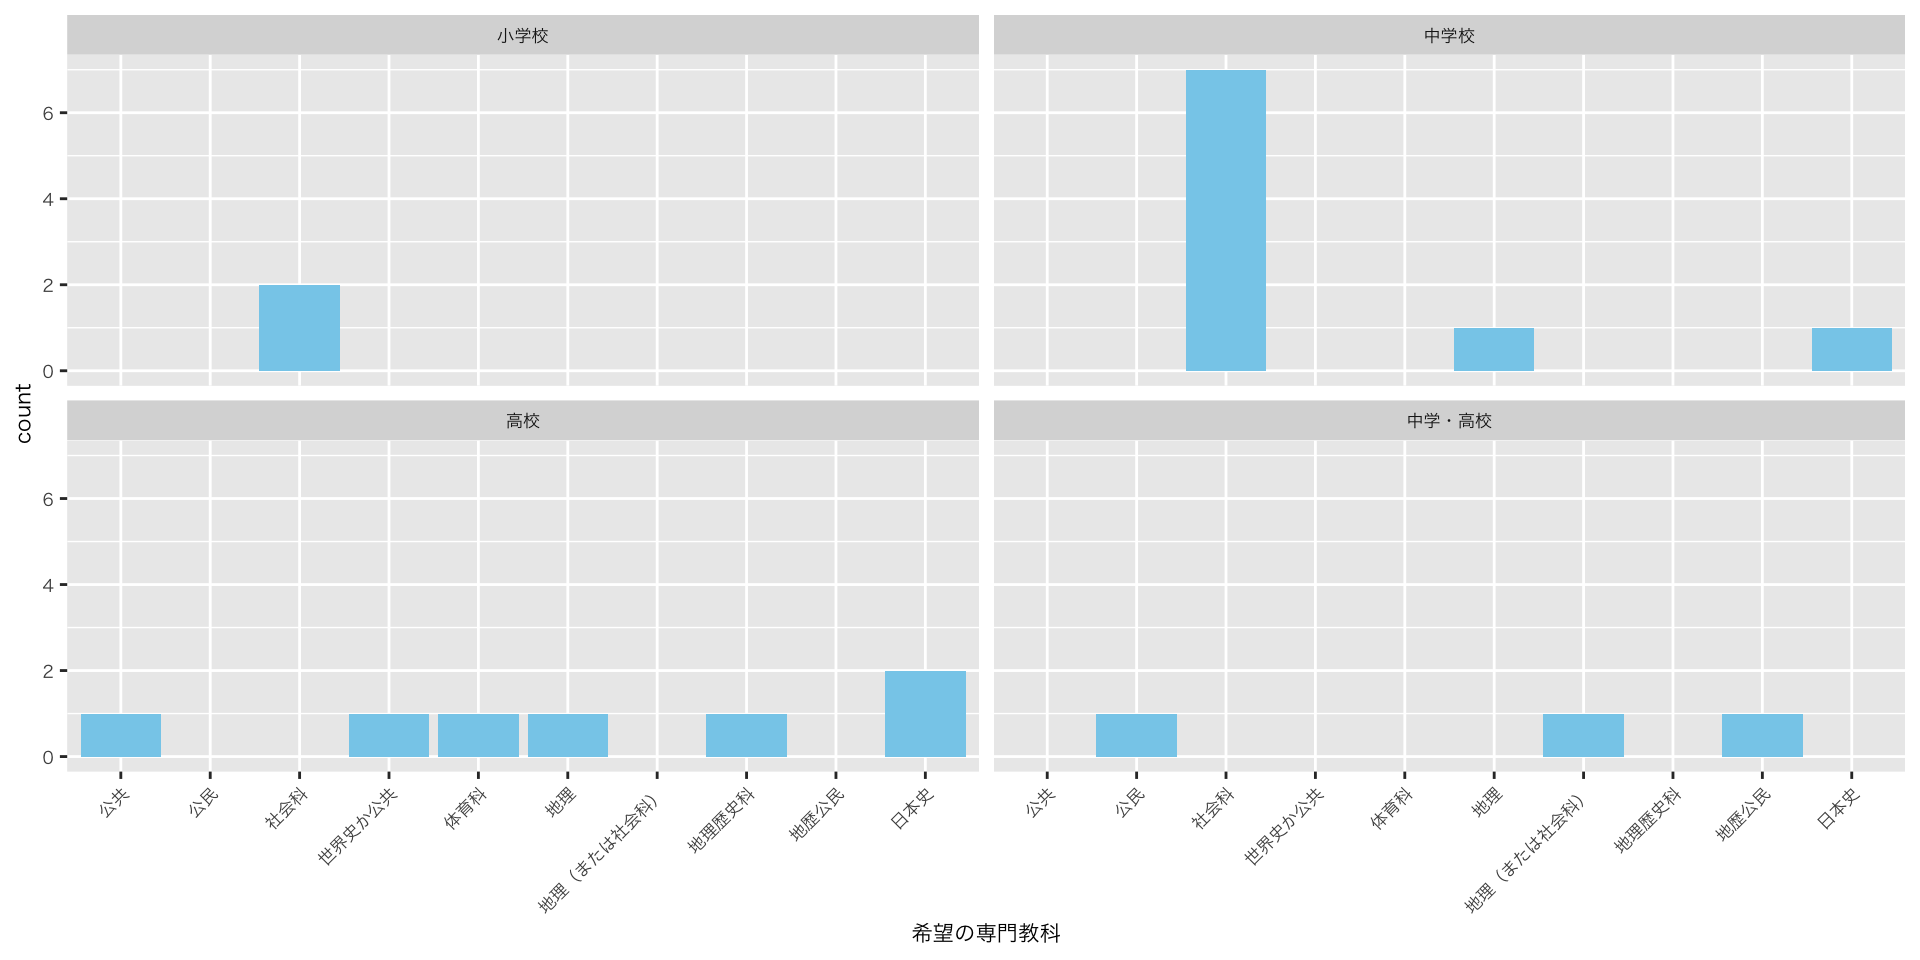 小学校
中学校
6
4
2
0
count
高校
中学・高校
6
4
2
0
公共
公民
社会科
世界史か公共
体育科
地理
地理（または社会科）
地理歴史科
地歴公民
日本史
公共
公民
社会科
世界史か公共
体育科
地理
地理（または社会科）
地理歴史科
地歴公民
日本史
希望の専門教科